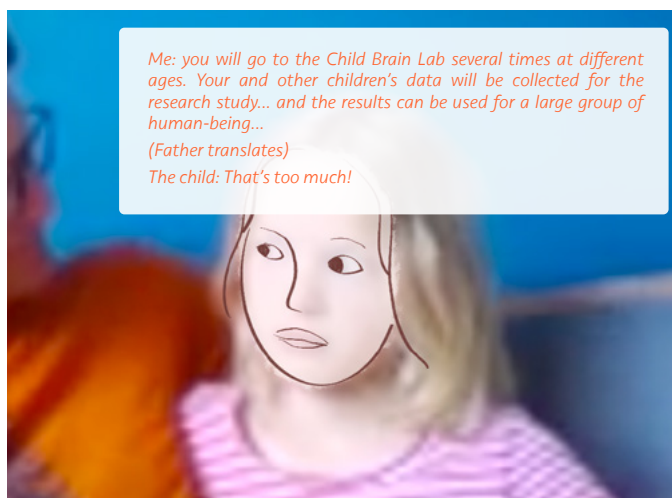 Me: you will go to the Child Brain Lab several times at different
ages. Your and other children's data will be collected for the
research study... and the results can be used for a large group of
human-being...
(Father translates)
The child: That's too much!